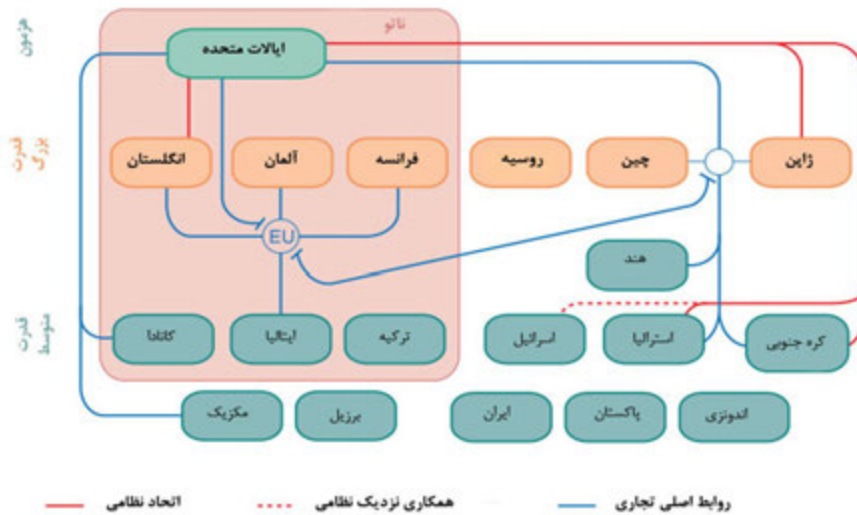 ناتو
هژمون
ایالات متحده
قدرت
بزرگ
انگلستان
آلمان
فرانسه
روسیه
چین
ژاپن
EU
هند
قدرت
متوسط
کانادا
ایتالیا
ترکیه
اسرائیل
استرالیا
کره جنوبی
مکزیک
برزیل
ایران
پاکستان
اندونزی
اتحاد نظامی
همکاری نزدیک نظامی
روابط اصلی تجاری